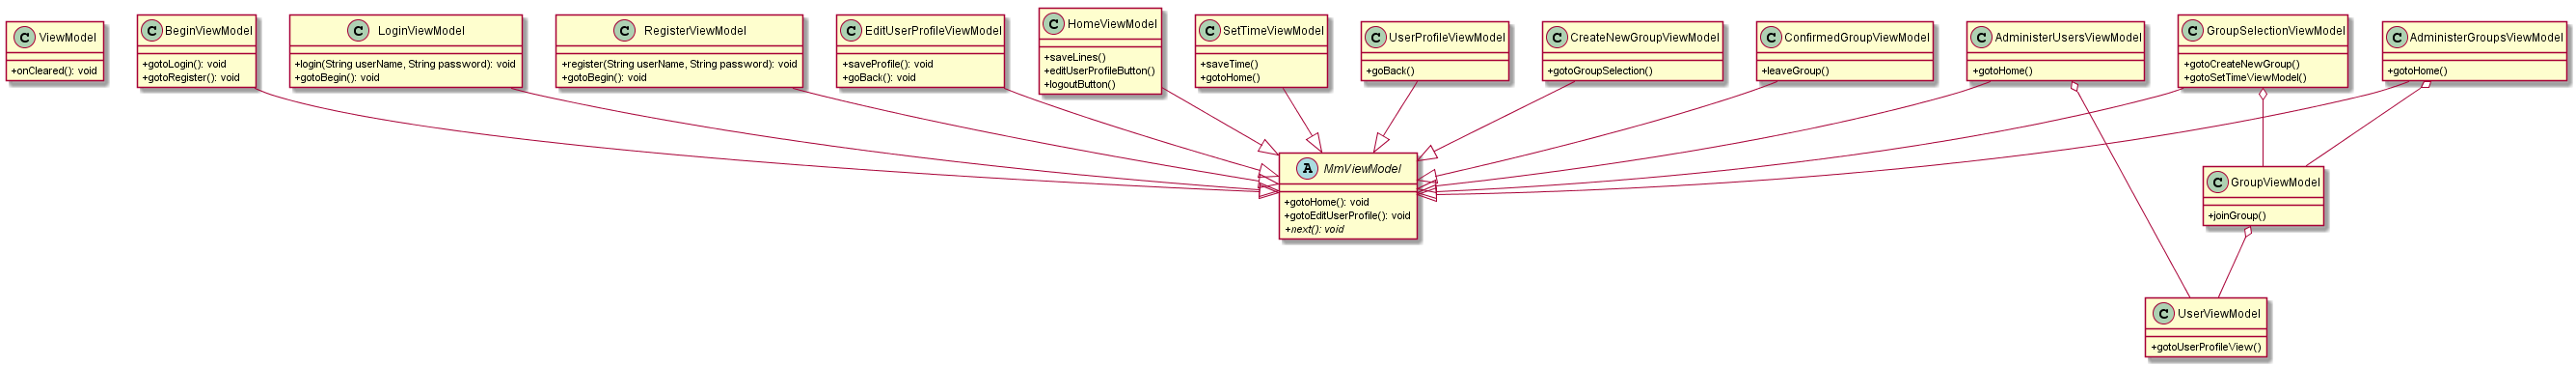 C ViewModel
+onCleared(): void
C BeginViewModel
+gotoLogin(): void
+gotoRegister(): void
C LoginViewModel
+login(String userName, String password): void
+gotoBegin(): void
C RegisterViewModel
+register(String userName, String password): void
+gotoBegin(): void
C EditUserProfileViewModel
+saveProfile(): void
+goBack(): void
C HomeViewModel
+saveLines()
+editUserProfileButton()
+logoutButton()
C SetTimeViewModel
+saveTime()
+gotoHome()
C UserProfileViewModel
+goBack()
C CreateNewGroupViewModel
+gotoGroupSelection()
C ConfirmedGroupViewModel
+leaveGroup()
C AdministerUsersViewModel
+gotoHome()
C GroupSelectionViewModel
+gotoCreateNewGroup()
+gotoSetTimeViewModel()
C AdministerGroupsViewModel
+gotoHome()
A MmViewModel
+gotoHome(): void
+gotoEditUserProfile(): void
+next(): void
C GroupViewModel
+joinGroup()
C UserViewModel
+gotoUserProfileView()